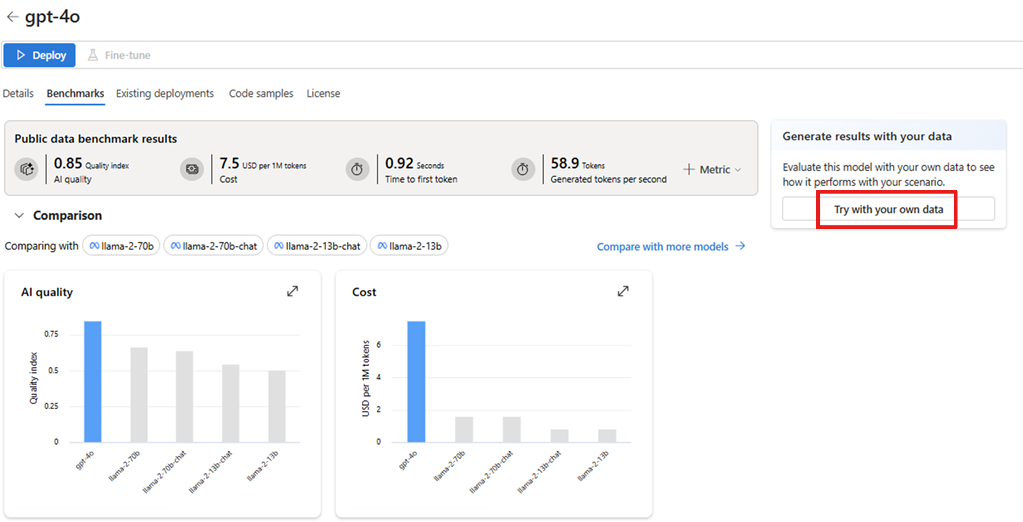 gpt-4o
Deploy
Fine-tune
Details Benchmarks Existing deployments Code samples License
Public data benchmark results
0.85 Quality index
AI quality
7.5 USD per 1M tokens
Cost
0.92 Seconds
Time to first token
58.9 Tokens
Generated tokens per second
Metric
Generate results with your data
Evaluate this model with your own data to see
how it performs with your scenario.
Try with your own data
Comparison
Comparing with llama-2-70b llama-2-70b-chat llama-2-13b-chat llama-2-13b
Compare with more models
AI quality
Quality index
0.75
0.5
0.25
0
gpt-4o
llama-2-70b
llama-2-70b-chat
llama-2-13b-chat
llama-2-13b
Cost
USD per 1M tokens
6
4
2
0
gpt-4o
llama-2-70b
llama-2-70b-chat
llama-2-13b-chat
llama-2-13b